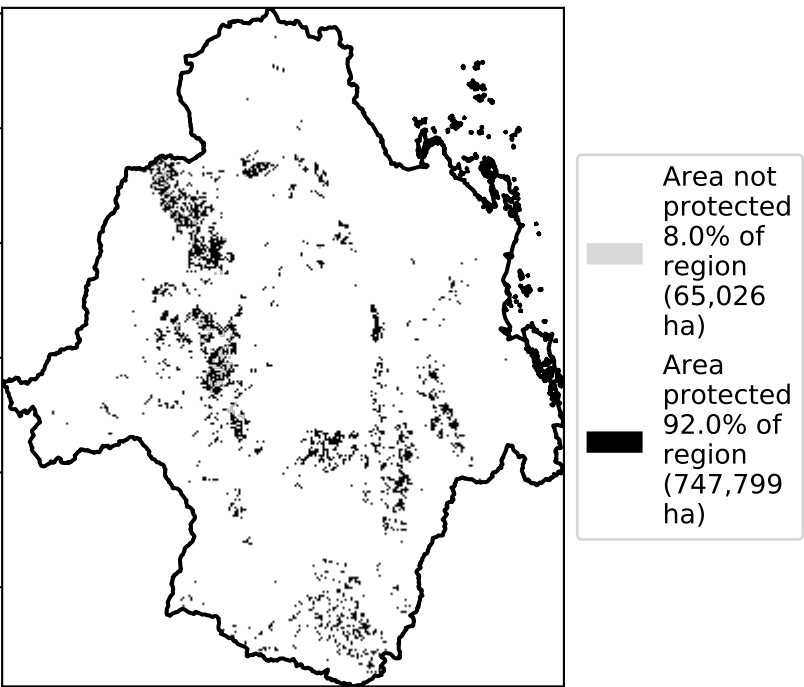 Area not
protected
8.0% of
region
(65,026
ha)
Area
protected
92.0% of
region
(747,799
ha)